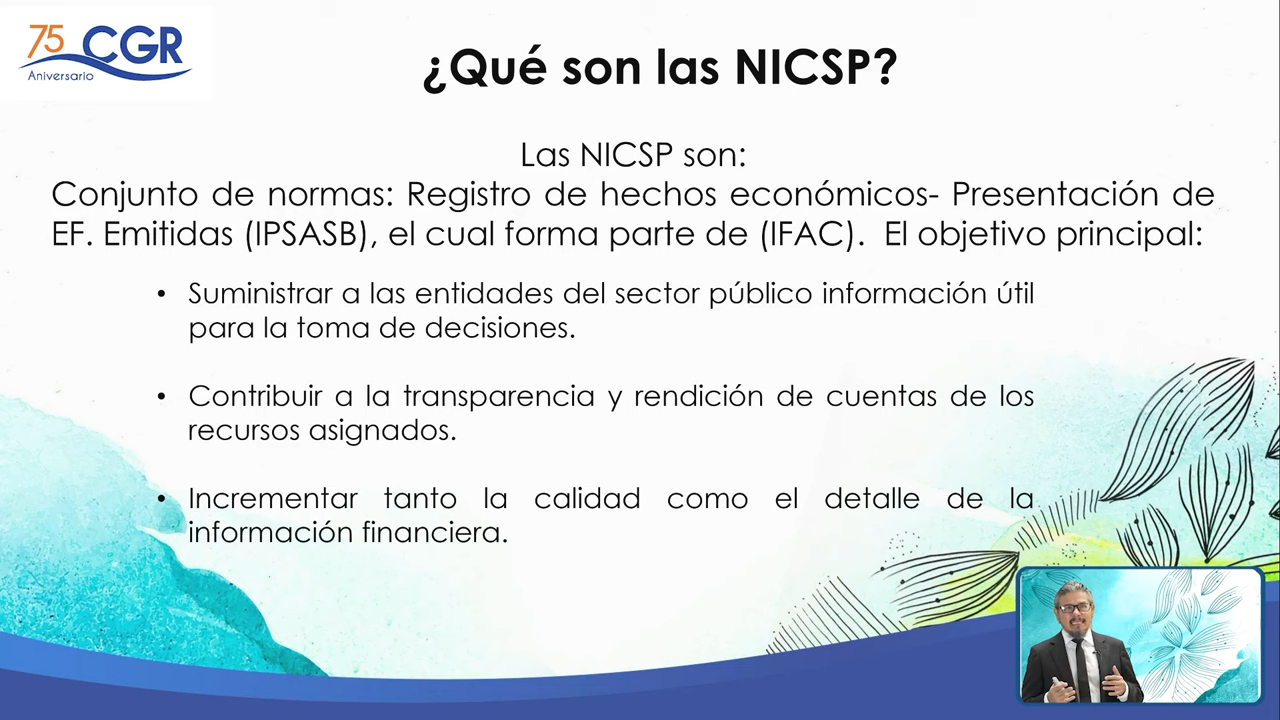 75 CGR
Aniversario
¿Qué son las NICSP?
Las NICSP son:
Conjunto de normas: Registro de hechos económicos- Presentación de
EF. Emitidas (IPSASB), el cual forma parte de (IFAC).  El objetivo principal:
• Suministrar a las entidades del sector público información útil
para la toma de decisiones.
• Contribuir a la transparencia y rendición de cuentas de los
recursos asignados.
• Incrementar tanto la calidad como el detalle de la
información financiera.